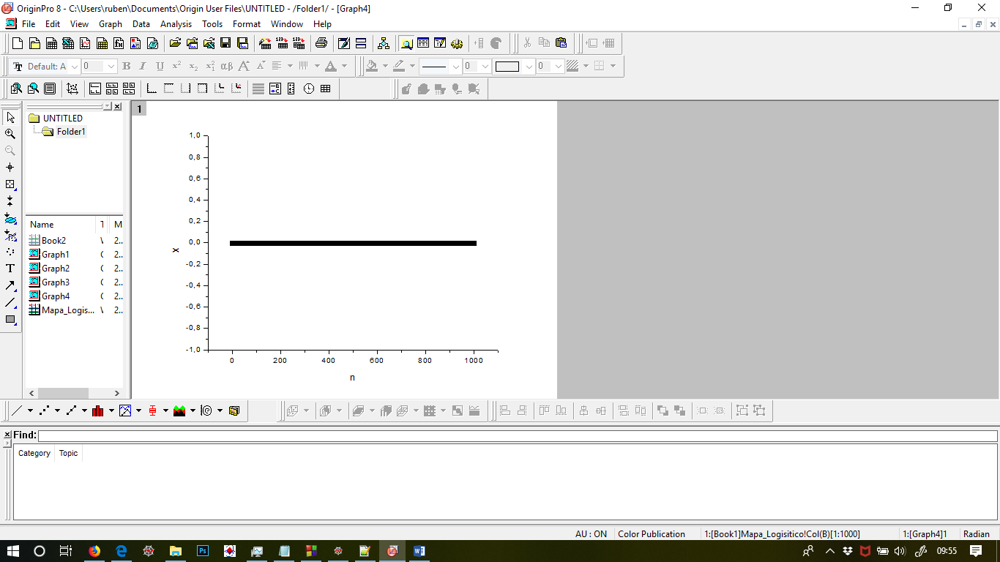 OriginPro 8 - C:\Users\ruben\Documents\Origin User Files\UNTITLED - /Folder1/ - [Graph4]
File Edit View Graph Data Analysis Tools Format Window Help
Default: A 0 B I U x² x₂ x₁² αβ A A A 0 0
UNTITLED
Folder1
Name T M
Book2 2..
Graph1 2..
Graph2 2..
Graph3 2..
Graph4 2..
Mapa_Logis... 2..
1
1,0
0,8
0,6
0,4
0,2
0,0
-0,2
-0,4
-0,6
-0,8
-1,0
x
0 200 400 600 800 1000
n
Find:
Category Topic
AU : ON Color Publication 1:[Book1]Mapa_Logisitico!Col(B)[1:1000] 1:[Graph4]1 Radian
09:55